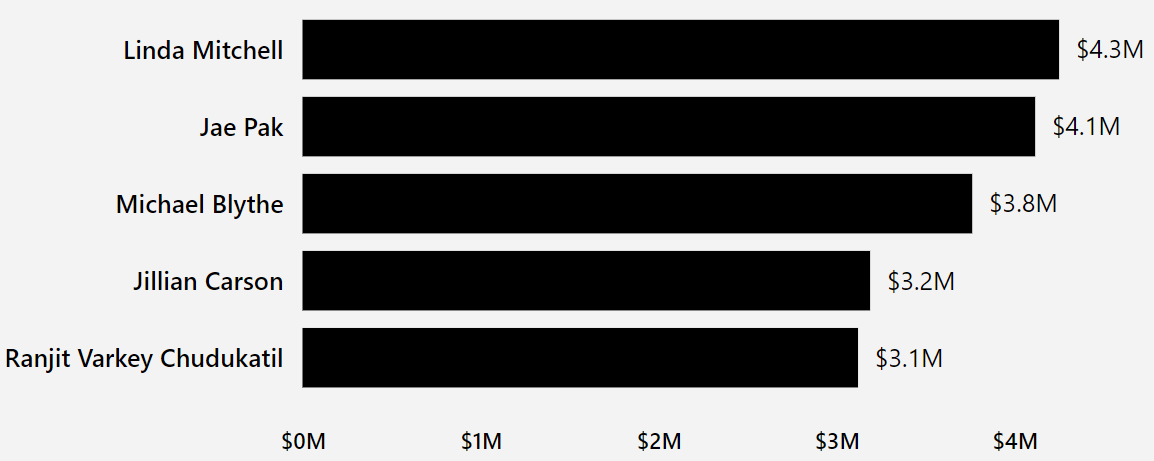 Linda Mitchell $4.3M
Jae Pak $4.1M
Michael Blythe $3.8M
Jillian Carson $3.2M
Ranjit Varkey Chudukatil $3.1M
$0M $1M $2M $3M $4M